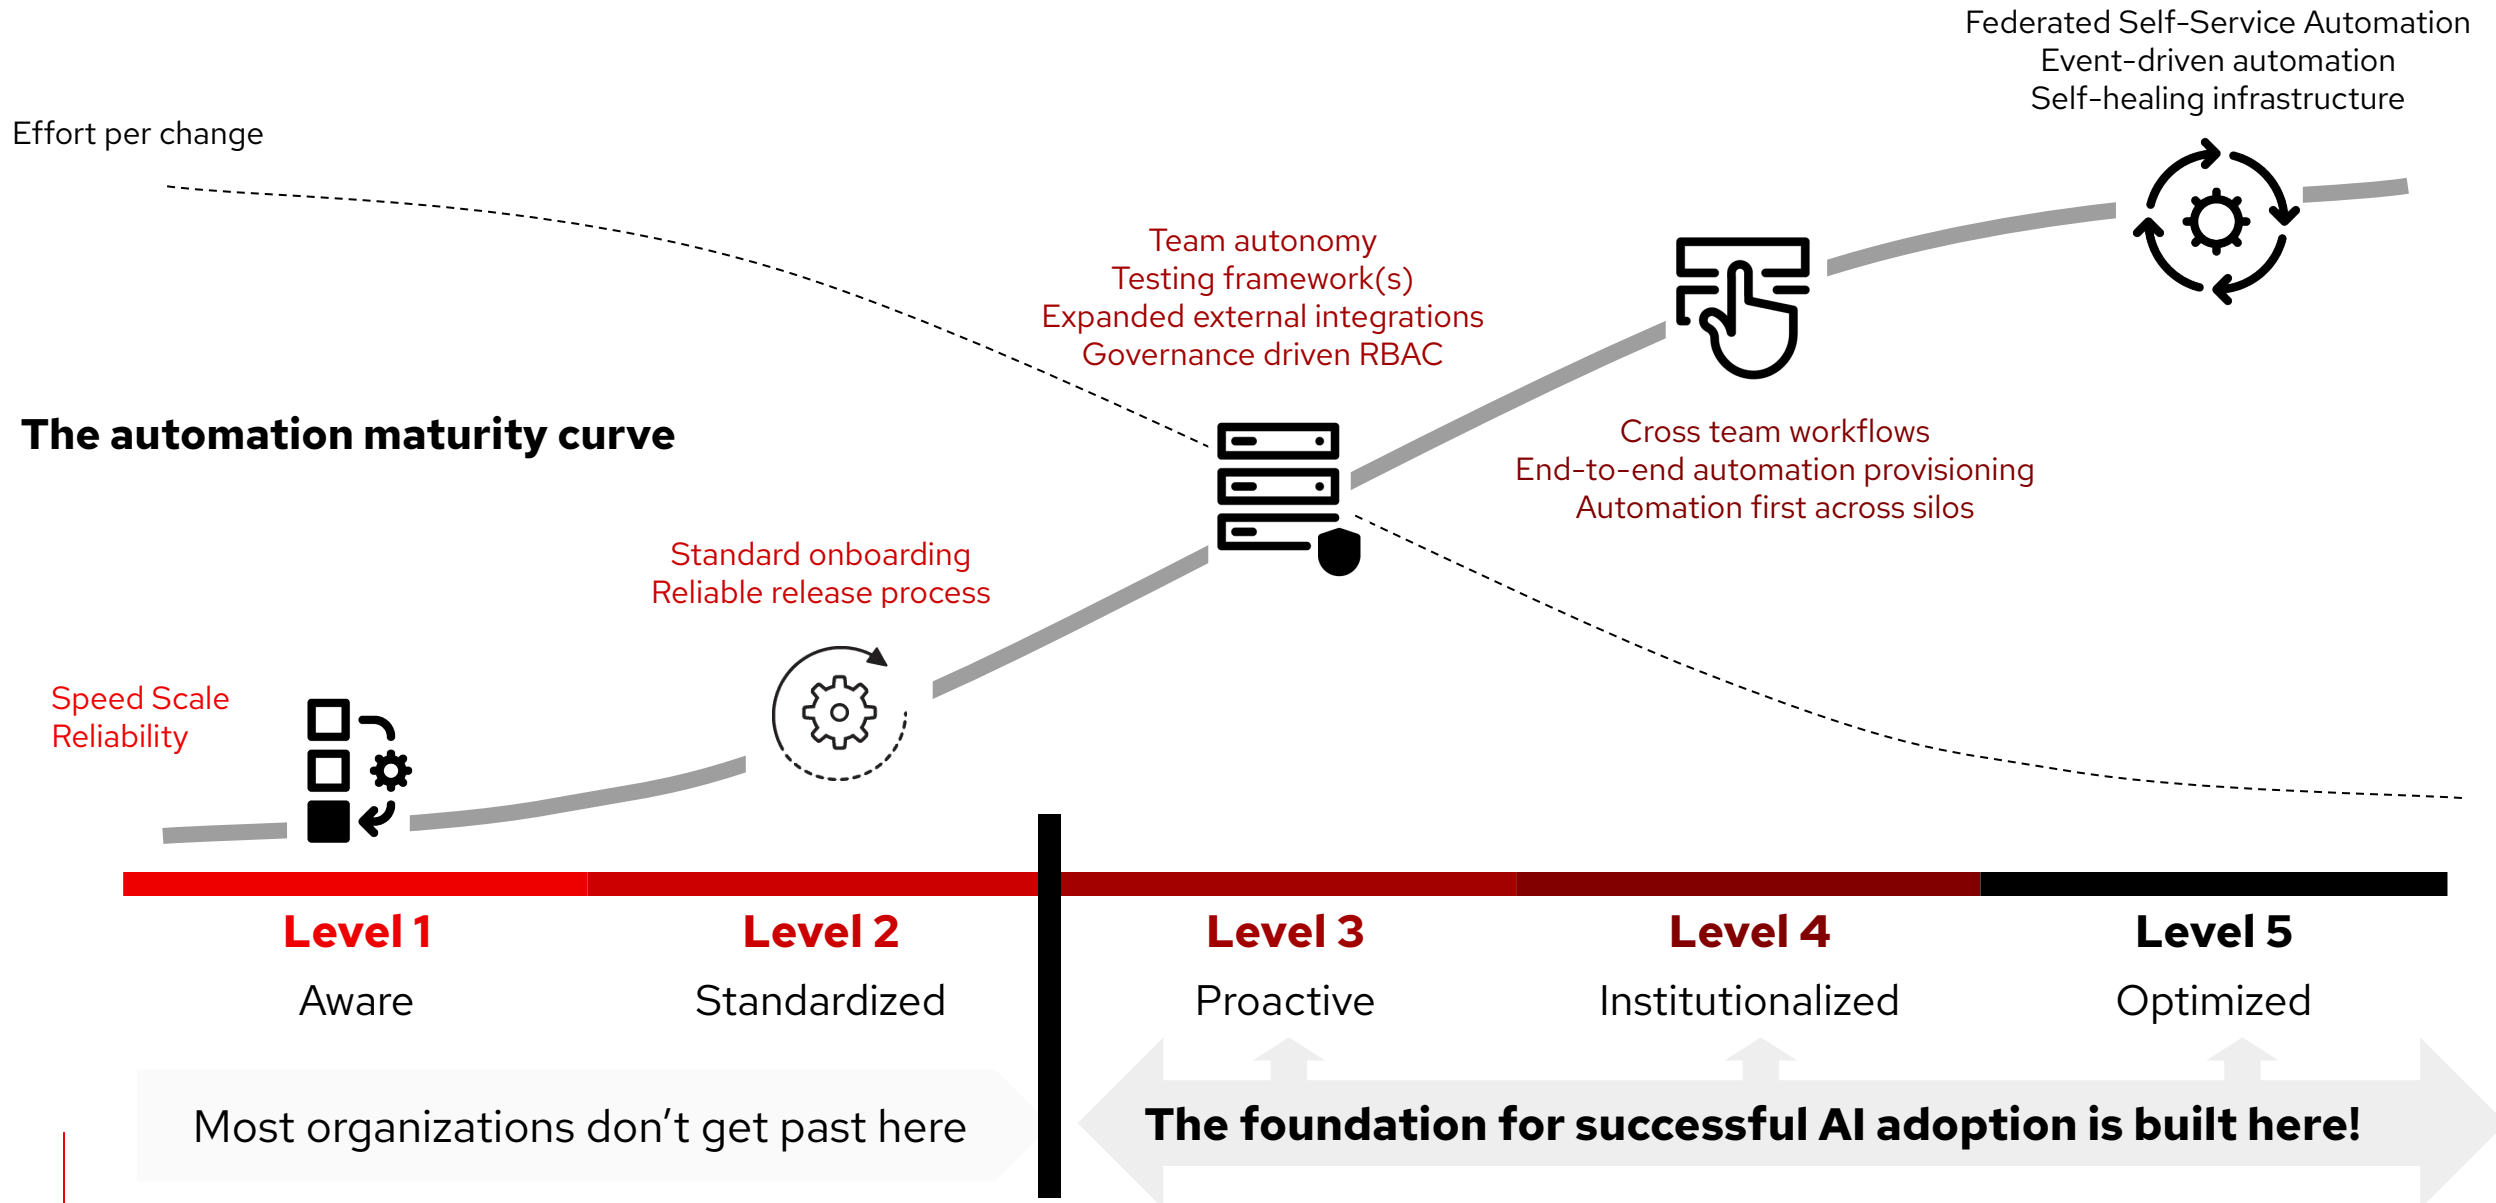 Federated Self-Service Automation
Event-driven automation
Self-healing infrastructure
Effort per change
Team autonomy
Testing framework(s)
Expanded external integrations
Governance driven RBAC
The automation maturity curve
Cross team workflows
End-to-end automation provisioning
Automation first across silos
Standard onboarding
Reliable release process
Speed Scale
Reliability
Level 1
Level 2
Level 3
Level 4
Level 5
Aware
Standardized
Proactive
Institutionalized
Optimized
Most organizations don’t get past here
The foundation for successful AI adoption is built here!